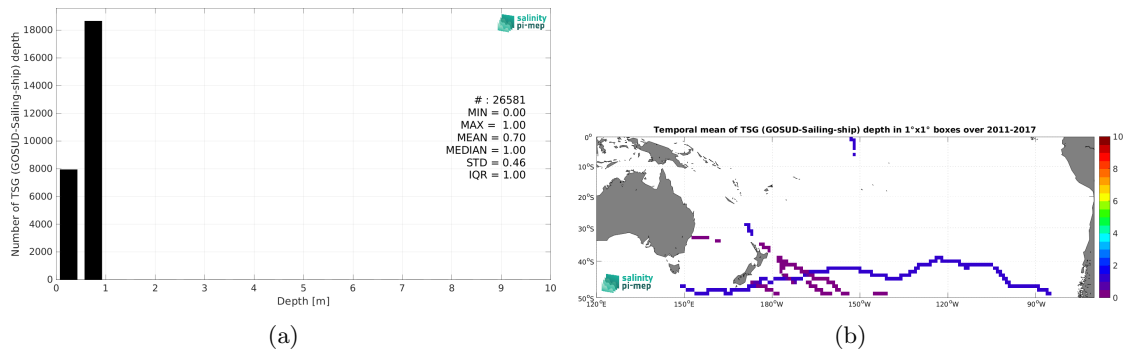 18000
16000
14000
12000
10000
8000
6000
4000
2000
0
Number of TSG (GOSUD-Sailing-ship) depth
salinity
pi-mep
# : 26581
MIN = 0.00
MAX = 1.00
MEAN = 0.70
MEDIAN = 1.00
STD = 0.46
IQR = 1.00
0 1 2 3 4 5 6 7 8 9 10
Depth [m]
(a)
Temporal mean of TSG (GOSUD-Sailing-ship) depth in 1°x1° boxes over 2011-2017
0°
10°S
20°S
30°S
40°S
50°S
120°E 150°E 180°W 150°W 120°W 90°W
salinity
pi-mep
10
8
6
4
2
0
(b)